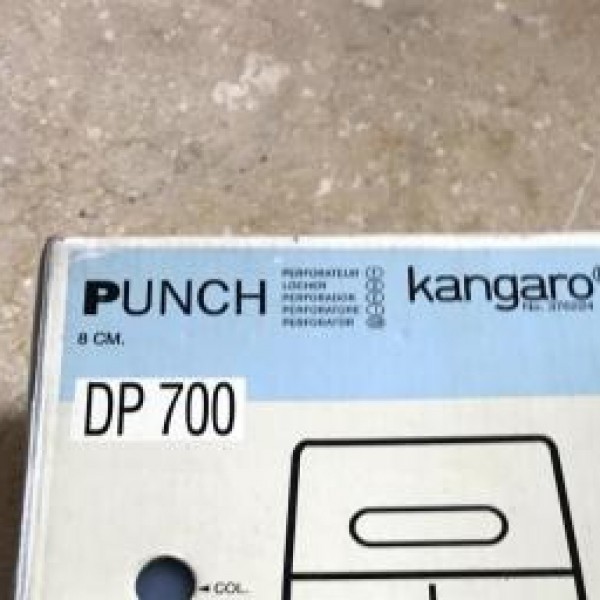 PUNCH
8 CM.
PERFORATEUR
LOCHER
PERFORADOR
PERFORATORE
PERFORATOR
kangaro
DP 700
COL.